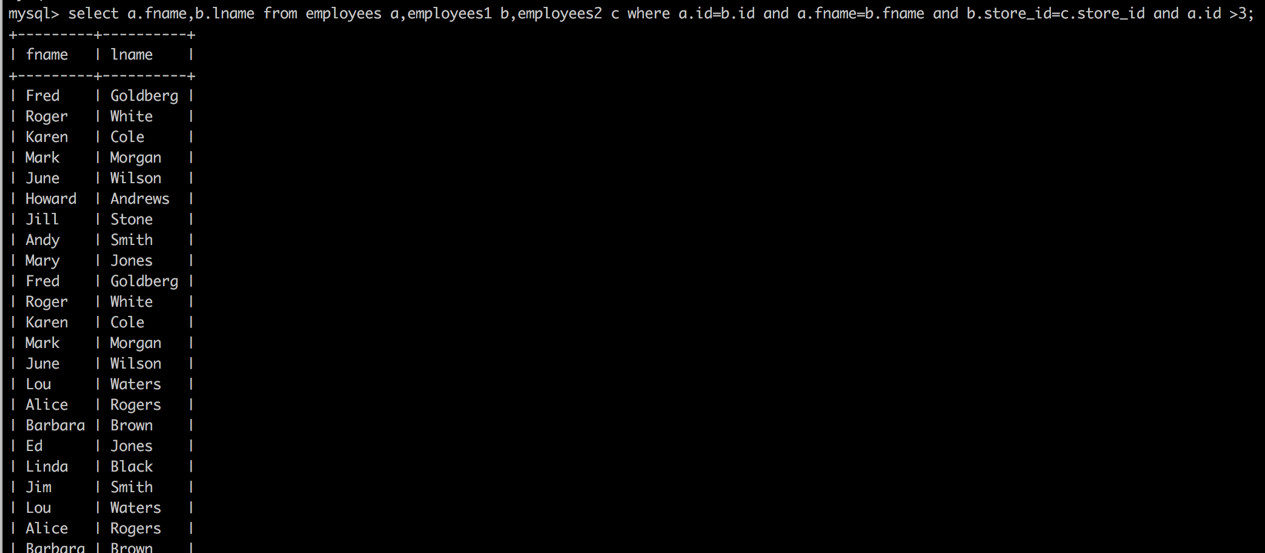 mysql> select a.fname,b.lname from employees a,employees1 b,employees2 c where a.id=b.id and a.fname=b.fname and b.store_id=c.store_id and a.id >3;
+---------+----------+
| fname   | lname    |
+---------+----------+
| Fred    | Goldberg |
| Roger   | White    |
| Karen   | Cole     |
| Mark    | Morgan   |
| June    | Wilson   |
| Howard  | Andrews  |
| Jill    | Stone    |
| Andy    | Smith    |
| Mary    | Jones    |
| Fred    | Goldberg |
| Roger   | White    |
| Karen   | Cole     |
| Mark    | Morgan   |
| June    | Wilson   |
| Lou     | Waters   |
| Alice   | Rogers   |
| Barbara | Brown    |
| Ed      | Jones    |
| Linda   | Black    |
| Jim     | Smith    |
| Lou     | Waters   |
| Alice   | Rogers   |
| Barbara | Brown    |